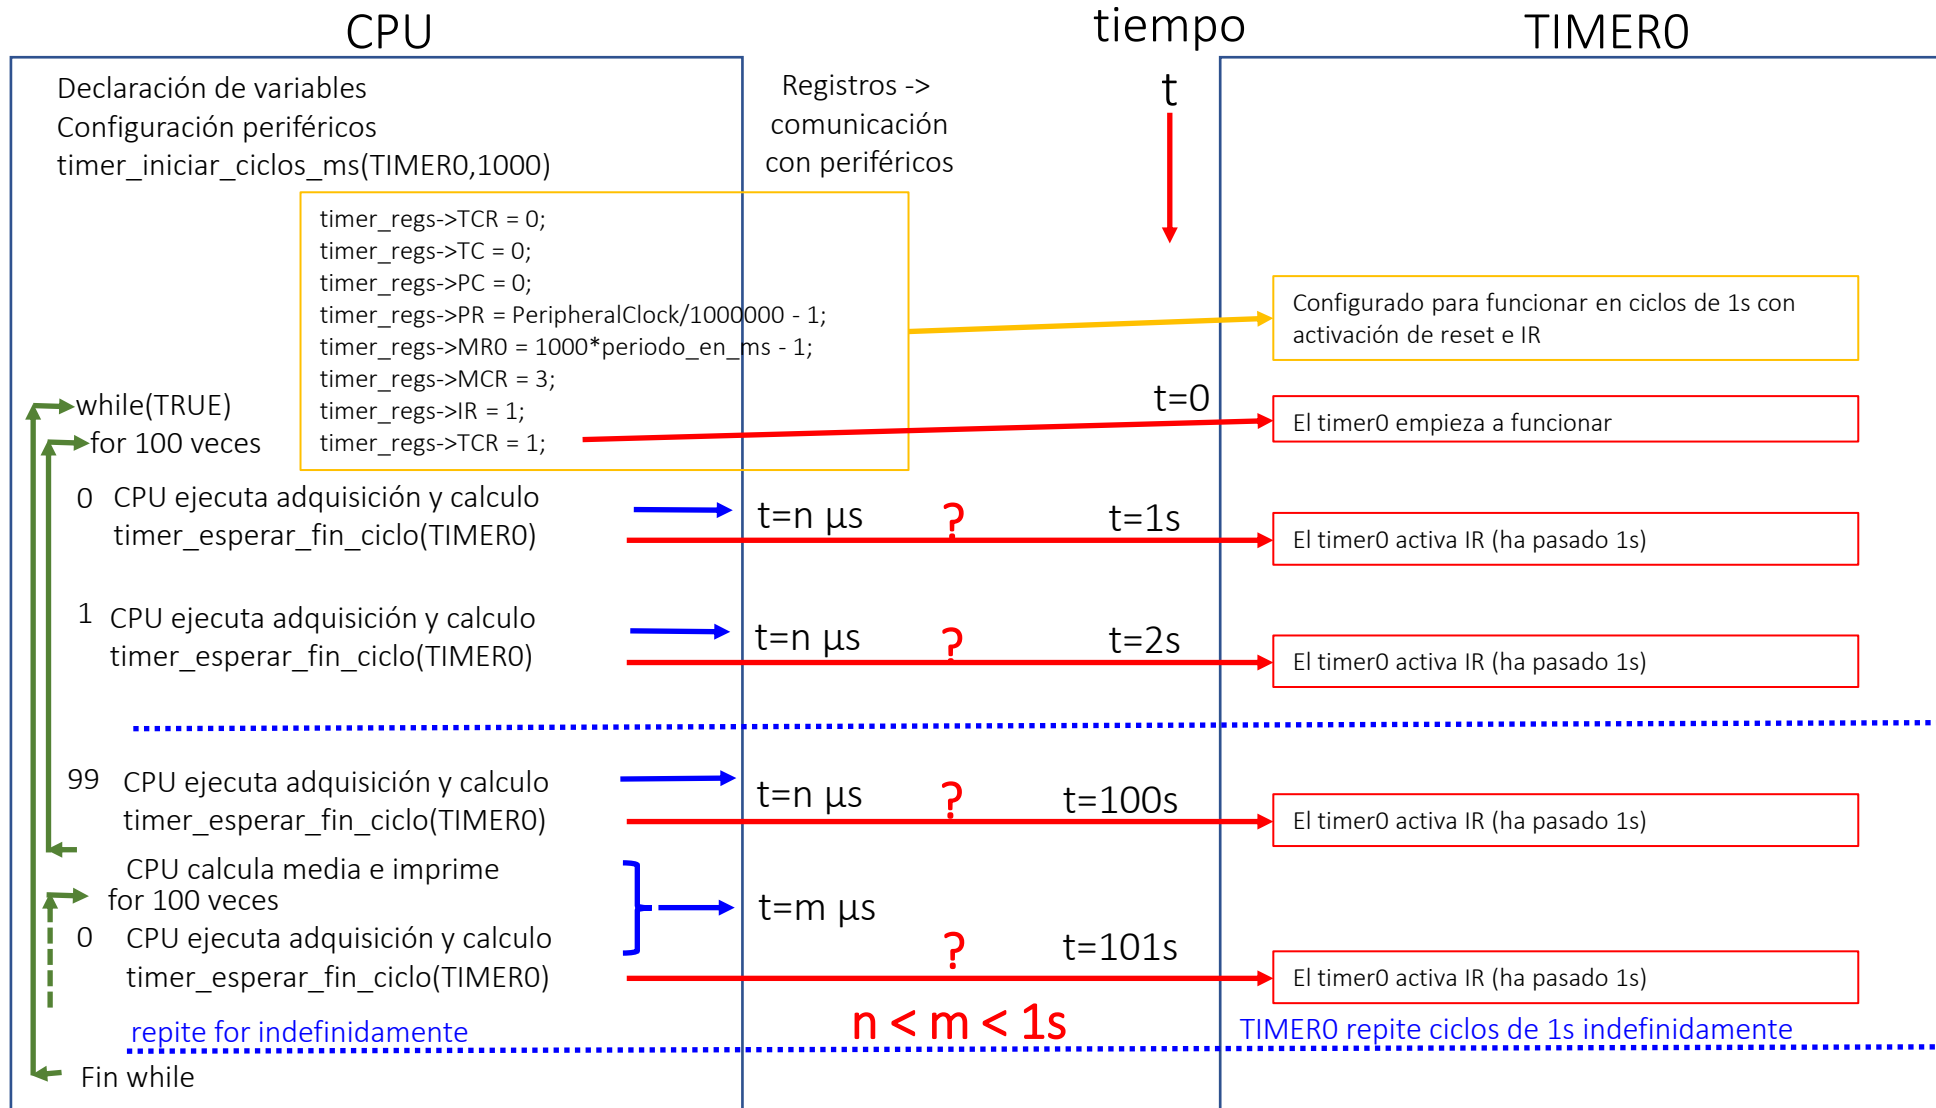 CPU
tiempo
TIMER0
Declaración de variables
Configuración periféricos
timer_iniciar_ciclos_ms(TIMER0,1000)
Registros ->
comunicación
con periféricos
t
timer_regs->TCR = 0;
timer_regs->TC = 0;
timer_regs->PC = 0;
timer_regs->PR = PeripheralClock/1000000 - 1;
timer_regs->MR0 = 1000*periodo_en_ms - 1;
timer_regs->MCR = 3;
timer_regs->IR = 1;
timer_regs->TCR = 1;
Configurado para funcionar en ciclos de 1s con
activación de reset e IR
while(TRUE)
for 100 veces
t=0
El timer0 empieza a funcionar
0 CPU ejecuta adquisición y calculo
timer_esperar_fin_ciclo(TIMER0)
t=n µs ? t=1s
El timer0 activa IR (ha pasado 1s)
1 CPU ejecuta adquisición y calculo
timer_esperar_fin_ciclo(TIMER0)
t=n µs ? t=2s
El timer0 activa IR (ha pasado 1s)
99 CPU ejecuta adquisición y calculo
timer_esperar_fin_ciclo(TIMER0)
t=n µs ? t=100s
El timer0 activa IR (ha pasado 1s)
CPU calcula media e imprime
for 100 veces
t=m µs
0 CPU ejecuta adquisición y calculo
timer_esperar_fin_ciclo(TIMER0)
? t=101s
El timer0 activa IR (ha pasado 1s)
repite for indefinidamente
n < m < 1s
TIMER0 repite ciclos de 1s indefinidamente
Fin while